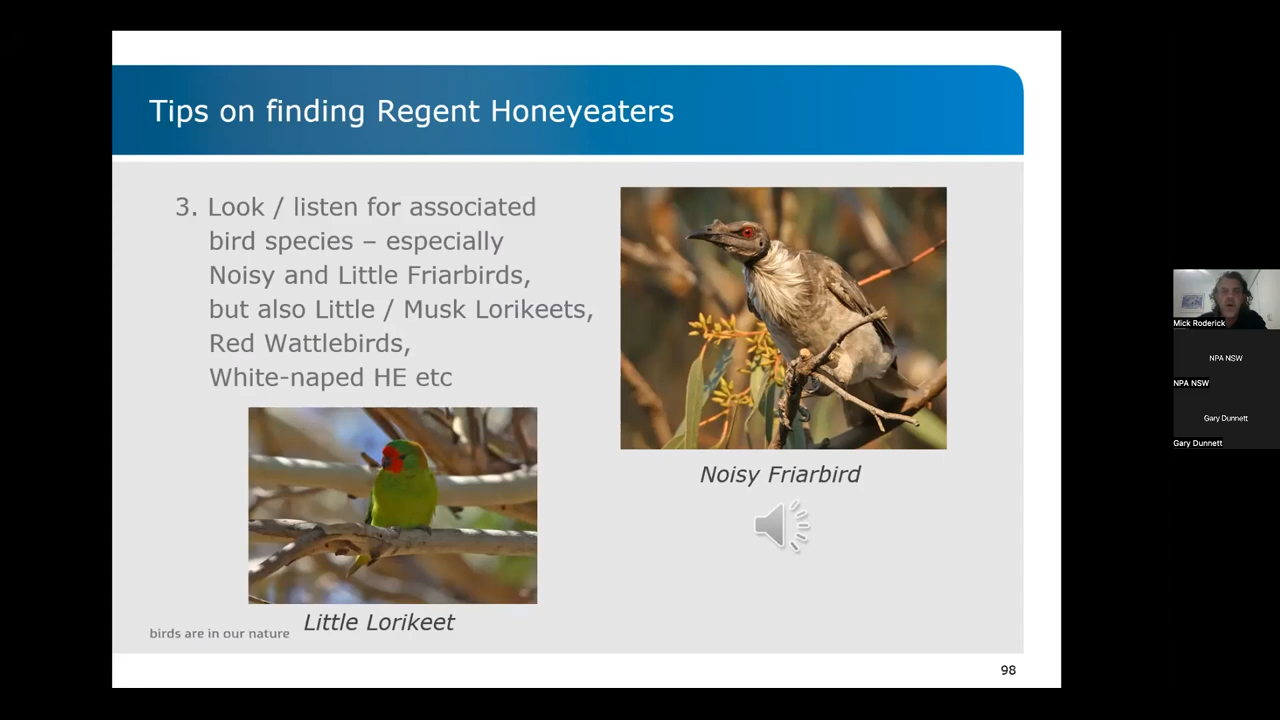 Tips on finding Regent Honeyeaters
3. Look / listen for associated
bird species – especially
Noisy and Little Friarbirds,
but also Little / Musk Lorikeets,
Red Wattlebirds,
White-naped HE etc
Noisy Friarbird
Little Lorikeet
birds are in our nature
98
Mick Roderick
NPA NSW
NPA NSW
Gary Dunnett
Gary Dunnett